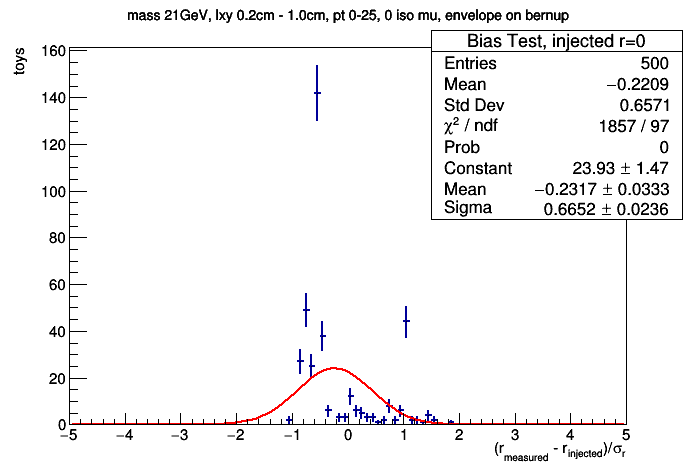 mass 21GeV, lxy 0.2cm - 1.0cm, pt 0-25, 0 iso mu, envelope on bernup
Bias Test, injected r=0
Entries 500
Mean −0.2209
Std Dev 0.6571
χ² / ndf 1857 / 97
Prob 0
Constant 23.93 ± 1.47
Mean −0.2317 ± 0.0333
Sigma 0.6652 ± 0.0236
toys
160
140
120
100
80
60
40
20
0
−5 −4 −3 −2 −1 0 1 2 3 4 5
(r_measured - r_injected)/σ_r